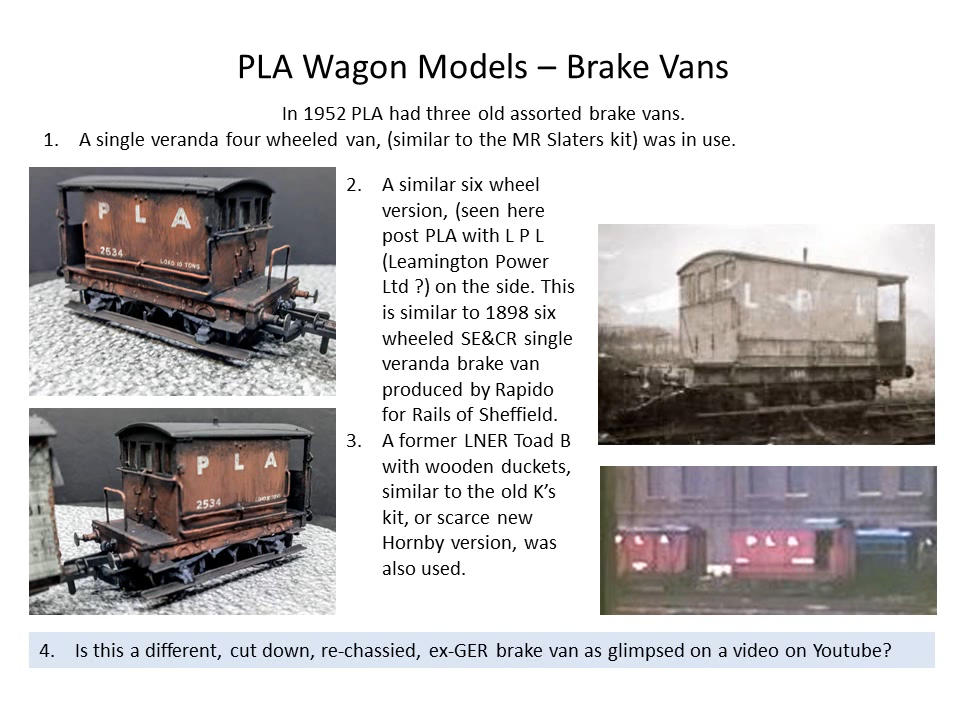 PLA Wagon Models – Brake Vans
In 1952 PLA had three old assorted brake vans.
1. A single veranda four wheeled van, (similar to the MR Slaters kit) was in use.
P L A
2534
LOAD 10 TONS
2. A similar six wheel
version, (seen here
post PLA with L P L
(Leamington Power
Ltd ?) on the side. This
is similar to 1898 six
wheeled SE&CR single
veranda brake van
produced by Rapido
for Rails of Sheffield.
3. A former LNER Toad B
with wooden duckets,
similar to the old K's
kit, or scarce new
Hornby version, was
also used.
L P L
P L A
2534
LOAD 10 TONS
P L A
P L A
4. Is this a different, cut down, re-chassied, ex-GER brake van as glimpsed on a video on Youtube?